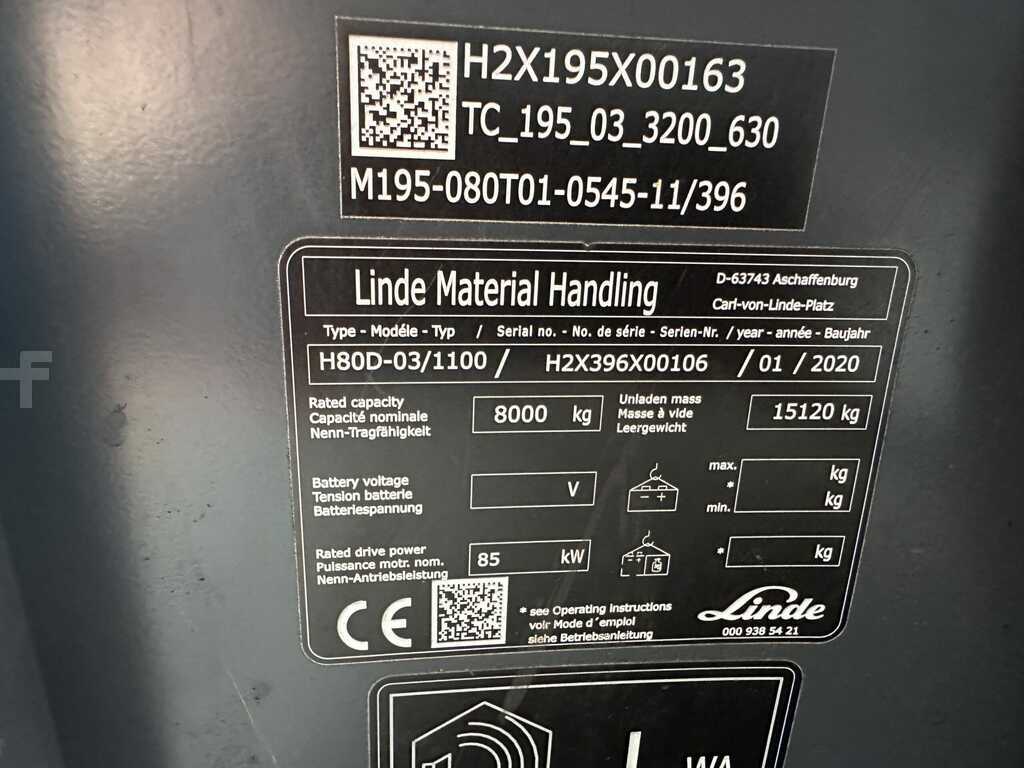 H2X195X00163
TC_195_03_3200_630
M195-080T01-0545-11/396
Linde Material Handling
D-63743 Aschaffenburg
Carl-von-Linde-Platz
Type - Modéle - Typ / Serial no. - No. de série - Serien-Nr. / year - année - Baujahr
H80D-03/1100 / H2X396X00106 / 01 / 2020
Rated capacity
Capacité nominale
Nenn-Tragfähigkeit
8000 kg
Unladen mass
Masse à vide
Leergewicht
15120 kg
Battery voltage
Tension batterie
Batteriespannung
V
max.
*
min.
kg
kg
Rated drive power
Puissance motr. nom.
Nenn-Antriebsleistung
85 kW
* kg
CE
* see Operating instructions
voir Mode d´emploi
siehe Betriebsanleitung
Linde
000 938 54 21
WA
f